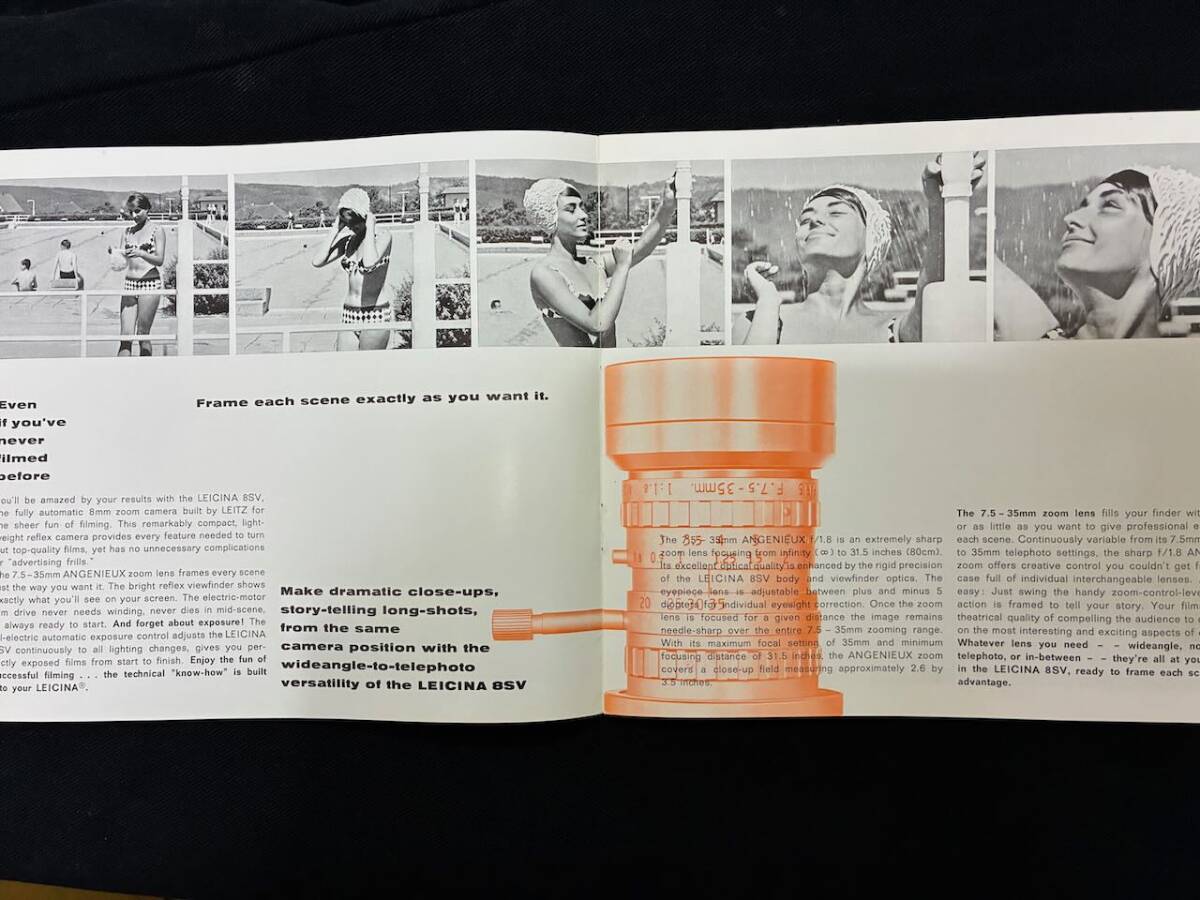 Even
if you've
never
filmed
before
Frame each scene exactly as you want it.
you'll be amazed by your results with the LEICINA 8SV,
the fully automatic 8mm zoom camera built by LEITZ for
the sheer fun of filming. This remarkably compact, light-
weight reflex camera provides every feature needed to turn
out top-quality films, yet has no unnecessary complications
or "advertising frills."
The 7.5–35mm ANGENIEUX zoom lens frames every scene
just the way you want it. The bright reflex viewfinder shows
exactly what you'll see on your screen. The electric-motor
drive never needs winding, never dies in mid-scene,
always ready to start. And forget about exposure! The
-electric automatic exposure control adjusts the LEICINA
8SV continuously to all lighting changes, gives you per-
fectly exposed films from start to finish. Enjoy the fun of
successful filming . . . the technical "know-how" is built
into your LEICINA®.
Make dramatic close-ups,
story-telling long-shots,
from the same
camera position with the
wideangle-to-telephoto
versatility of the LEICINA 8SV
1:1.8 F.7.5-35mm.
The 7.5 – 35mm ANGENIEUX f/1.8 is an extremely sharp
zoom lens focusing from infinity (∞) to 31.5 inches (80cm).
Its excellent optical quality is enhanced by the rigid precision
of the LEICINA 8SV body and viewfinder optics. The
eyepiece lens is adjustable between plus and minus 5
diopters for individual eyesight correction. Once the zoom
lens is focused for a given distance the image remains
needle-sharp over the entire 7.5 – 35mm zooming range.
With its maximum focal setting of 35mm and minimum
focusing distance of 31.5 inches, the ANGENIEUX zoom
covers a close-up field measuring approximately 2.6 by
3.5 inches.
20 25 30 35
The 7.5 – 35mm zoom lens fills your finder wit
or as little as you want to give professional e
each scene. Continuously variable from its 7.5mm
to 35mm telephoto settings, the sharp f/1.8 AN
zoom offers creative control you couldn't get f
case full of individual interchangeable lenses.
easy: Just swing the handy zoom-control-leve
action is framed to tell your story. Your film
theatrical quality of compelling the audience to
on the most interesting and exciting aspects of
Whatever lens you need – – wideangle, no
telephoto, or in-between – – they're all at you
in the LEICINA 8SV, ready to frame each sc
advantage.